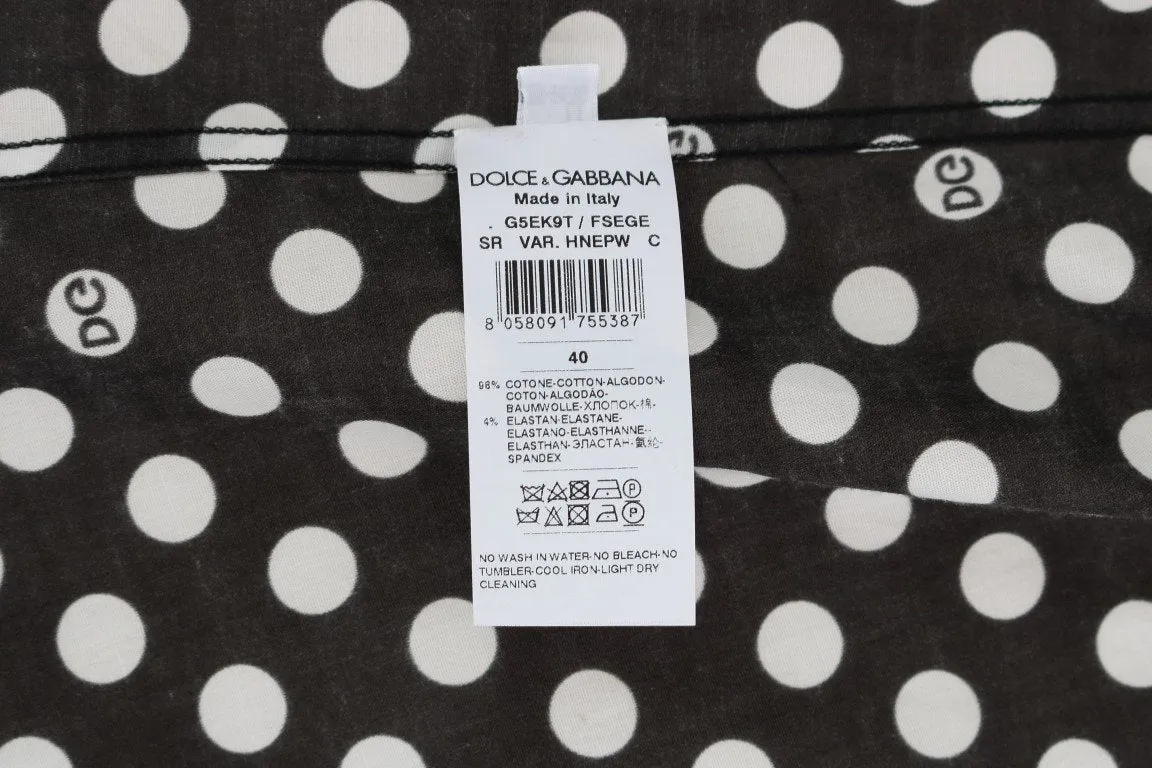 DOLCE & GABBANA
Made in Italy
. G5EK9T / FSEGE
SR VAR. HNEPW C
8 058091 755387
40
96% COTONE-COTTON-ALGODON-
COTON-ALGODÃO-
BAUMWOLLE-ХЛОПОК-棉-
4% ELASTAN-ELASTANE-
ELASTANO-ELASTHANNE-
ELASTHAN-ЭЛАСТАН-氨纶-
SPANDEX
P
P
NO WASH IN WATER-NO BLEACH-NO
TUMBLER-COOL IRON-LIGHT DRY
CLEANING
DG
DG